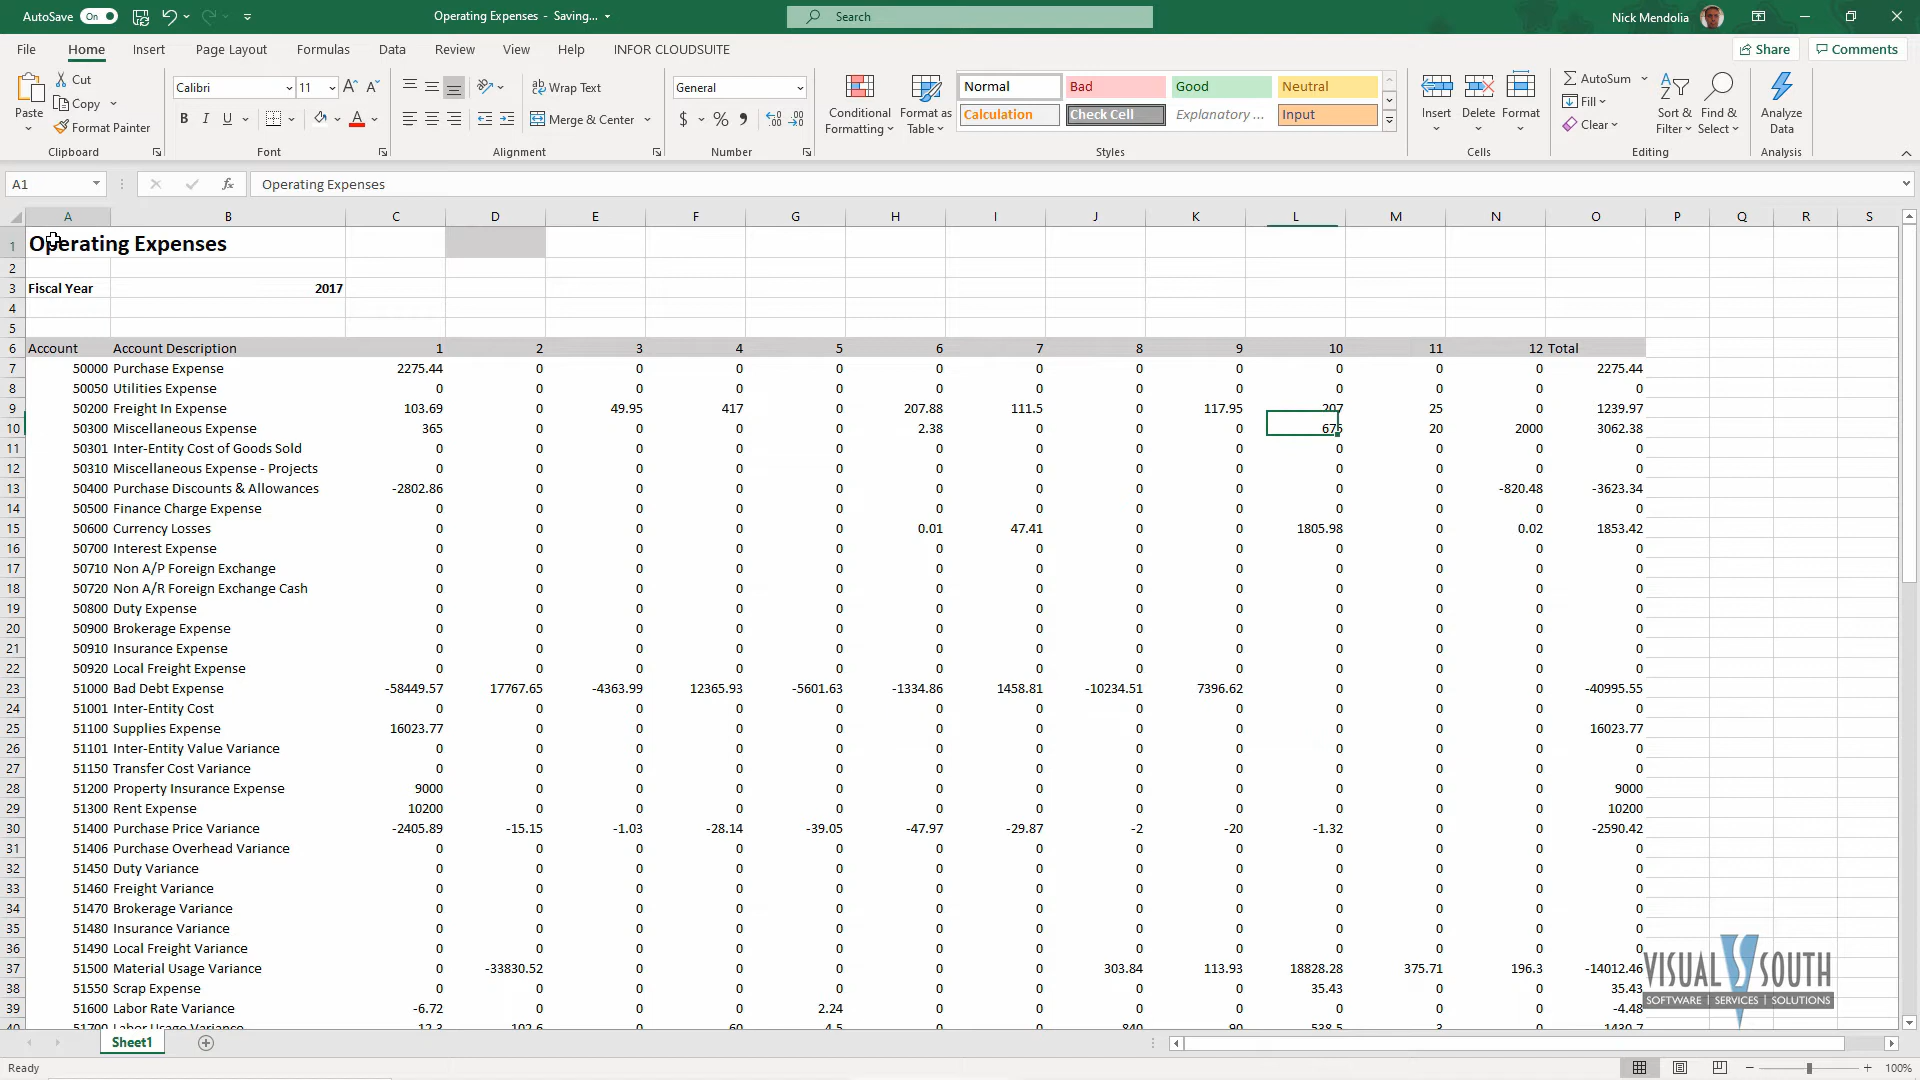 AutoSave On Operating Expenses - Saving... Search Nick Mendolia
File Home Insert Page Layout Formulas Data Review View Help INFOR CLOUDSUITE Share Comments
Paste Cut Copy Format Painter Clipboard
Calibri 11 B I U A Font
Wrap Text Merge & Center Alignment
General $ % Number
Conditional Formatting Format as Table Normal Bad Good Neutral Calculation Check Cell Explanatory ... Input Styles
Insert Delete Format Cells
AutoSum Fill Clear Sort & Filter Find & Select Editing
Analyze Data Analysis
A1 fx Operating Expenses
A B C D E F G H I J K L M N O P Q R S
1 Operating Expenses
2
3 Fiscal Year 2017
4
5
6 Account Account Description 1 2 3 4 5 6 7 8 9 10 11 12 Total
7 50000 Purchase Expense 2275.44 0 0 0 0 0 0 0 0 0 0 0 2275.44
8 50050 Utilities Expense 0 0 0 0 0 0 0 0 0 0 0 0 0
9 50200 Freight In Expense 103.69 0 49.95 417 0 207.88 111.5 0 117.95 207 25 0 1239.97
10 50300 Miscellaneous Expense 365 0 0 0 0 2.38 0 0 0 675 20 2000 3062.38
11 50301 Inter-Entity Cost of Goods Sold 0 0 0 0 0 0 0 0 0 0 0 0 0
12 50310 Miscellaneous Expense - Projects 0 0 0 0 0 0 0 0 0 0 0 0 0
13 50400 Purchase Discounts & Allowances -2802.86 0 0 0 0 0 0 0 0 0 0 -820.48 -3623.34
14 50500 Finance Charge Expense 0 0 0 0 0 0 0 0 0 0 0 0 0
15 50600 Currency Losses 0 0 0 0 0 0.01 47.41 0 0 1805.98 0 0.02 1853.42
16 50700 Interest Expense 0 0 0 0 0 0 0 0 0 0 0 0 0
17 50710 Non A/P Foreign Exchange 0 0 0 0 0 0 0 0 0 0 0 0 0
18 50720 Non A/R Foreign Exchange Cash 0 0 0 0 0 0 0 0 0 0 0 0 0
19 50800 Duty Expense 0 0 0 0 0 0 0 0 0 0 0 0 0
20 50900 Brokerage Expense 0 0 0 0 0 0 0 0 0 0 0 0 0
21 50910 Insurance Expense 0 0 0 0 0 0 0 0 0 0 0 0 0
22 50920 Local Freight Expense 0 0 0 0 0 0 0 0 0 0 0 0 0
23 51000 Bad Debt Expense -58449.57 17767.65 -4363.99 12365.93 -5601.63 -1334.86 1458.81 -10234.51 7396.62 0 0 0 -40995.55
24 51001 Inter-Entity Cost 0 0 0 0 0 0 0 0 0 0 0 0 0
25 51100 Supplies Expense 16023.77 0 0 0 0 0 0 0 0 0 0 0 16023.77
26 51101 Inter-Entity Value Variance 0 0 0 0 0 0 0 0 0 0 0 0 0
27 51150 Transfer Cost Variance 0 0 0 0 0 0 0 0 0 0 0 0 0
28 51200 Property Insurance Expense 9000 0 0 0 0 0 0 0 0 0 0 0 9000
29 51300 Rent Expense 10200 0 0 0 0 0 0 0 0 0 0 0 10200
30 51400 Purchase Price Variance -2405.89 -15.15 -1.03 -28.14 -39.05 -47.97 -29.87 -2 -20 -1.32 0 0 -2590.42
31 51406 Purchase Overhead Variance 0 0 0 0 0 0 0 0 0 0 0 0 0
32 51450 Duty Variance 0 0 0 0 0 0 0 0 0 0 0 0 0
33 51460 Freight Variance 0 0 0 0 0 0 0 0 0 0 0 0 0
34 51470 Brokerage Variance 0 0 0 0 0 0 0 0 0 0 0 0 0
35 51480 Insurance Variance 0 0 0 0 0 0 0 0 0 0 0 0 0
36 51490 Local Freight Variance 0 0 0 0 0 0 0 0 0 0 0 0 0
37 51500 Material Usage Variance 0 -33830.52 0 0 0 0 0 303.84 113.93 18828.28 375.71 196.3 -14012.46
38 51550 Scrap Expense 0 0 0 0 0 0 0 0 0 35.43 0 0 35.43
39 51600 Labor Rate Variance -6.72 0 0 0 2.24 0 0 0 0 0 0 0 -4.48
40 51700 Labor Usage Variance 12.3 102.6 0 60 4.5 0 0 840 90 538.5 3 0 1430.7
VISUAL SOUTH
SOFTWARE | SERVICES | SOLUTIONS
Sheet1
Ready 100%